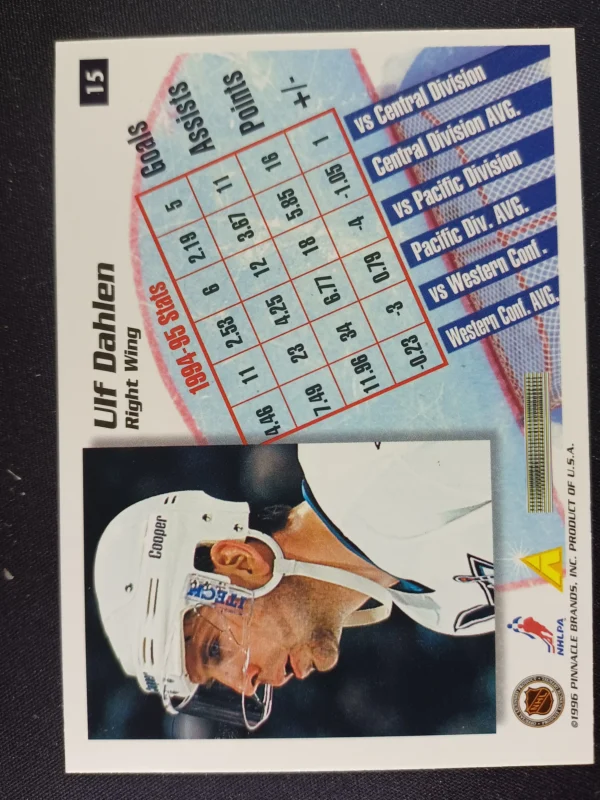 15
Ulf Dahlen
Right Wing
1994-95 Stats
4.46 11 2.53 6 2.19 5 Goals
7.49 23 4.25 12 3.67 11 Assists
11.96 34 6.77 18 5.85 16 Points
-0.23 -3 0.79 -4 -1.05 1 +/-
vs Central Division
Central Division AVG.
vs Pacific Division
Pacific Div. AVG.
vs Western Conf.
Western Conf. AVG.
Cooper
ITECH
NHLPA
©1996 PINNACLE BRANDS, INC. PRODUCT OF U.S.A.